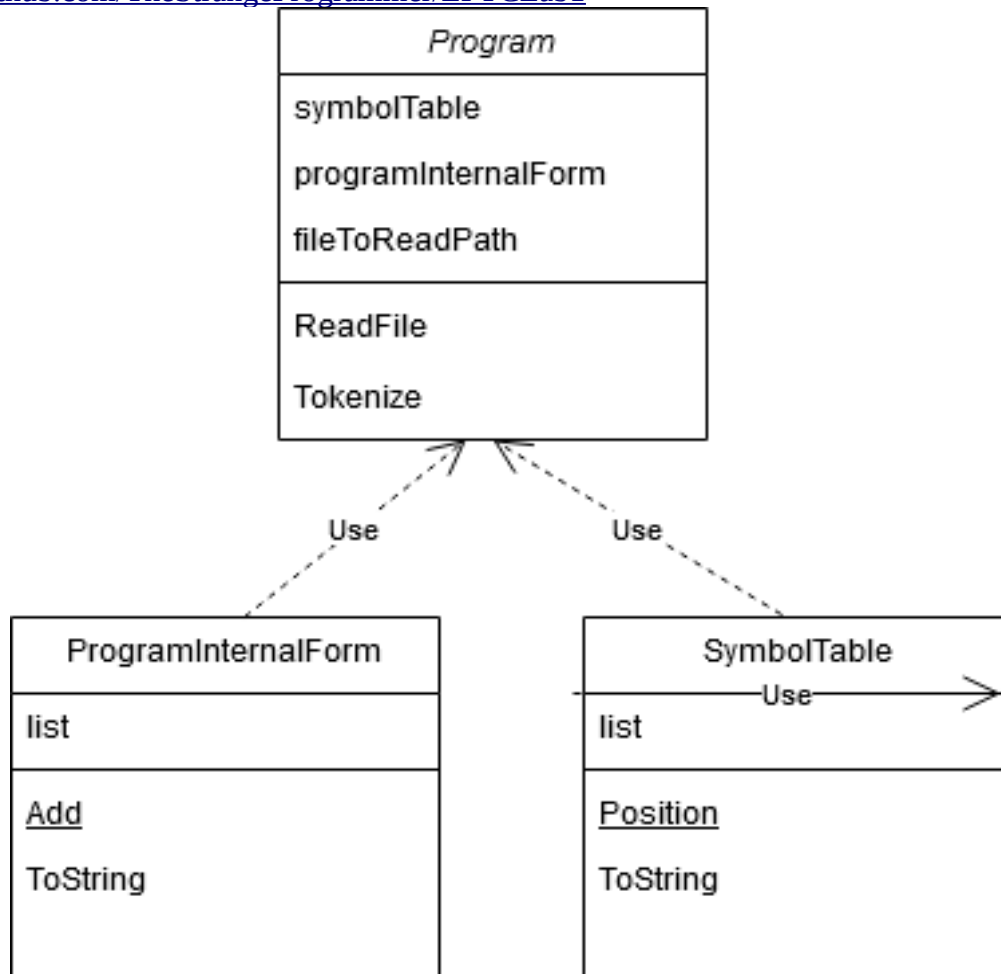 Program
symbolTable
programInternalForm
fileToReadPath
ReadFile
Tokenize
Use
Use
ProgramInternalForm
list
Add
ToString
SymbolTable
Use
list
Position
ToString